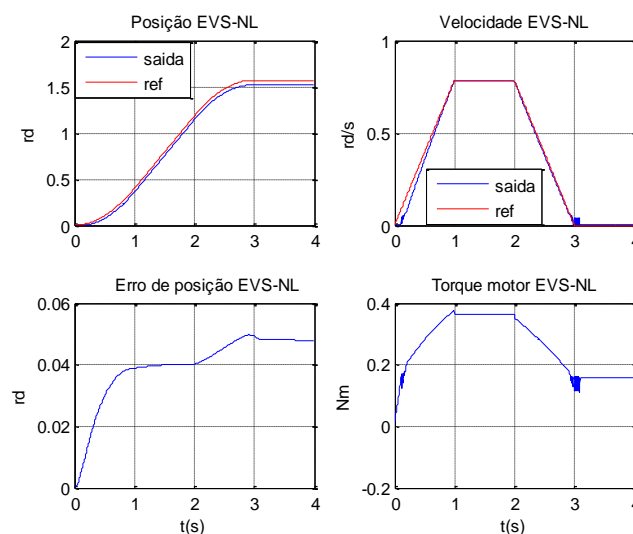 Posição EVS-NL
2
1.5
1
0.5
0
rd
saida
ref
0 1 2 3 4
Velocidade EVS-NL
1
0.5
0
rd/s
saida
ref
0 1 2 3 4
Erro de posição EVS-NL
0.06
0.04
0.02
0
rd
0 1 2 3 4
t(s)
Torque motor EVS-NL
0.4
0.2
0
-0.2
Nm
0 1 2 3 4
t(s)